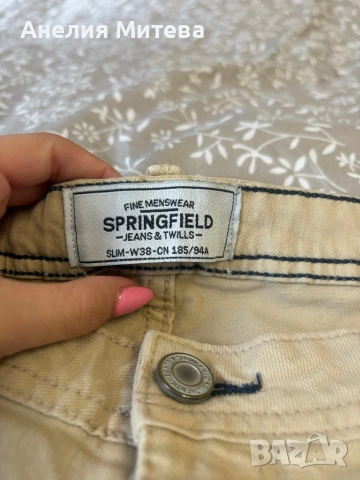 Анелия Митева
FINE MENSWEAR
SPRINGFIELD
-JEANS & TWILLS-
SLIM-W38-CN 185/94A
BAZAR